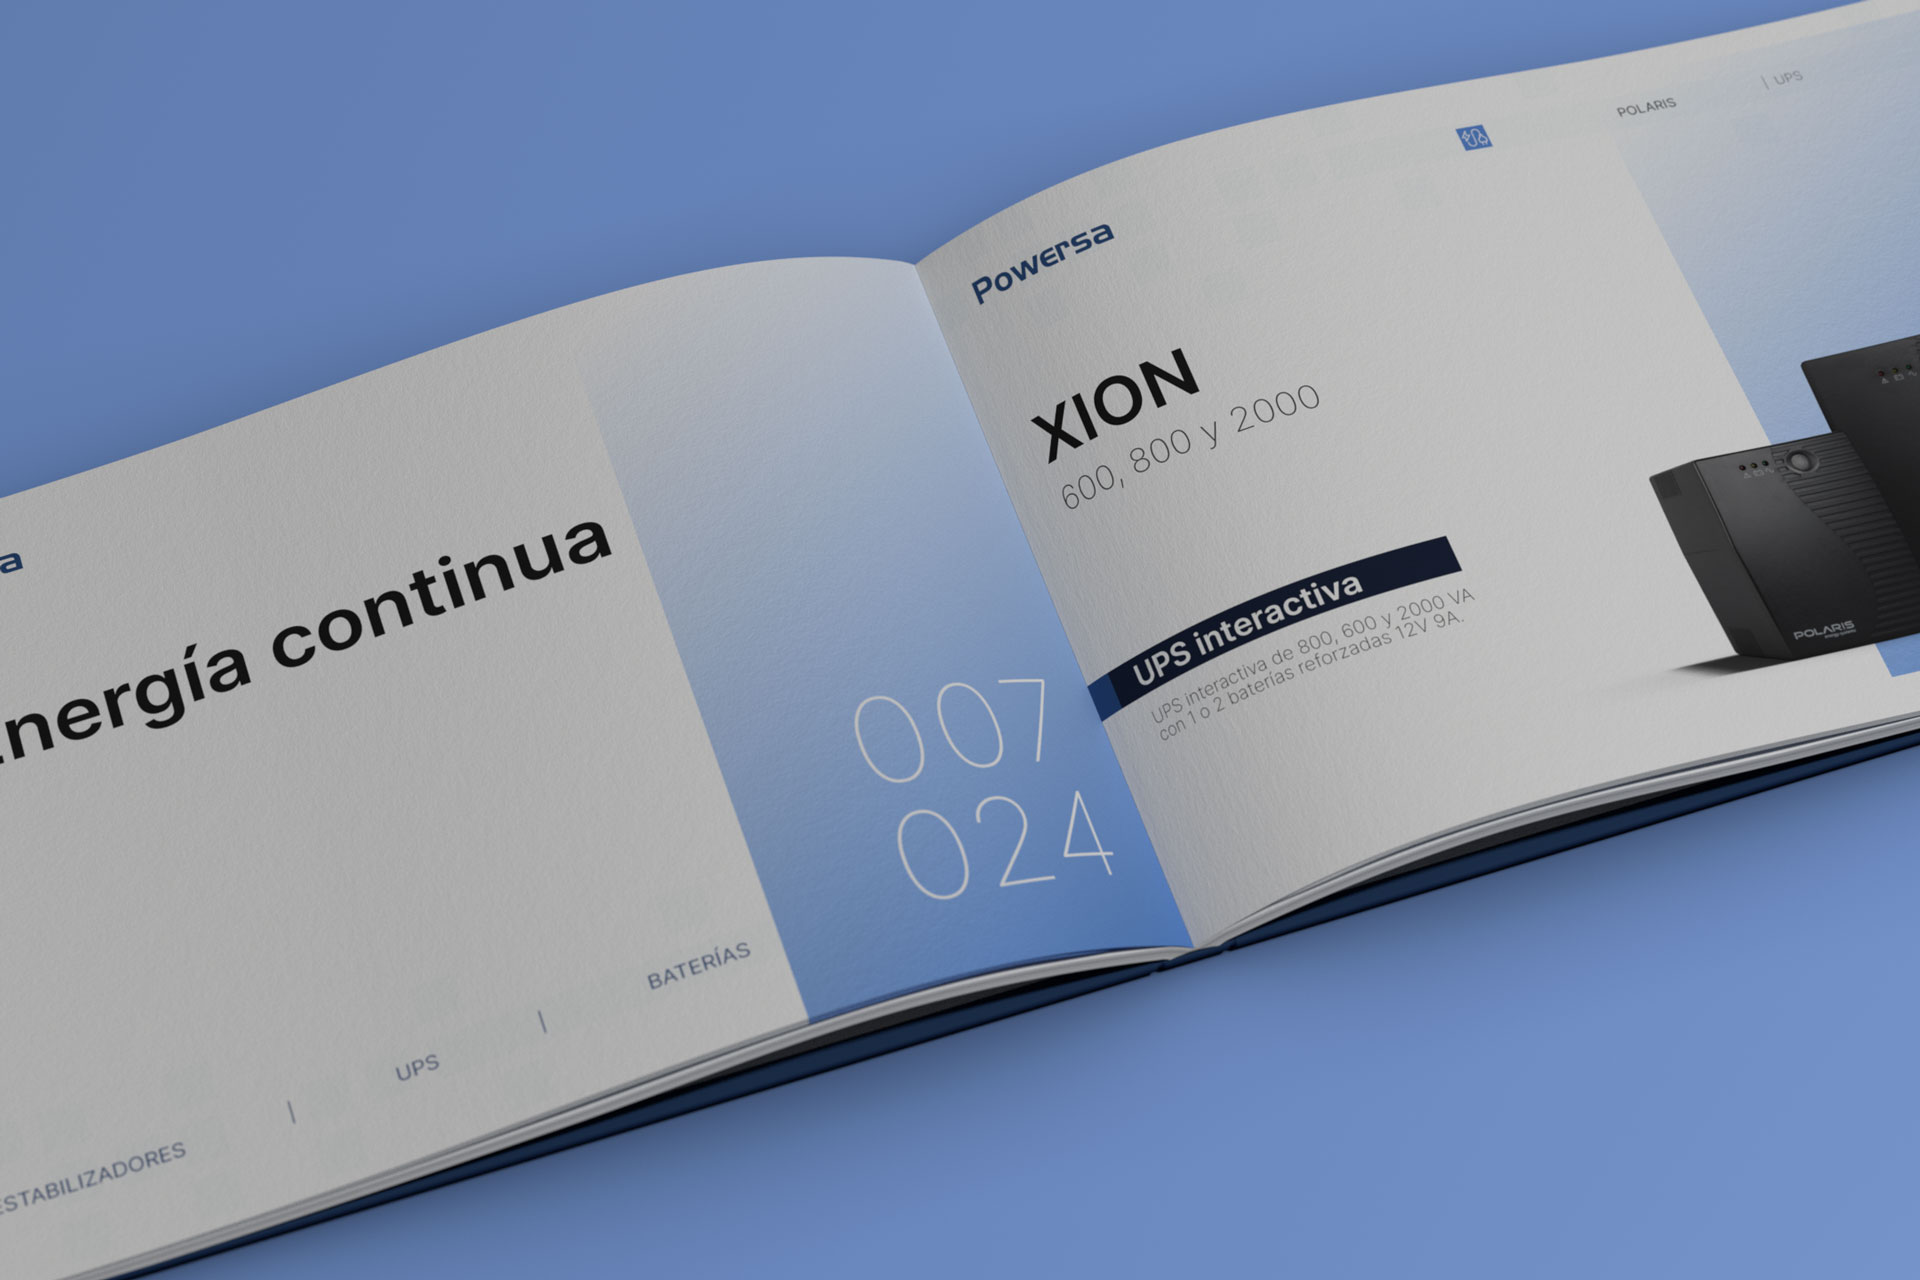 a
Energía continua
007
024
ESTABILIZADORES | UPS | BATERÍAS
Powersa
POLARIS | UPS
XION
600, 800 y 2000
UPS interactiva
UPS interactiva de 800, 600 y 2000 VA
con 1 o 2 baterías reforzadas 12V 9A.
POLARIS